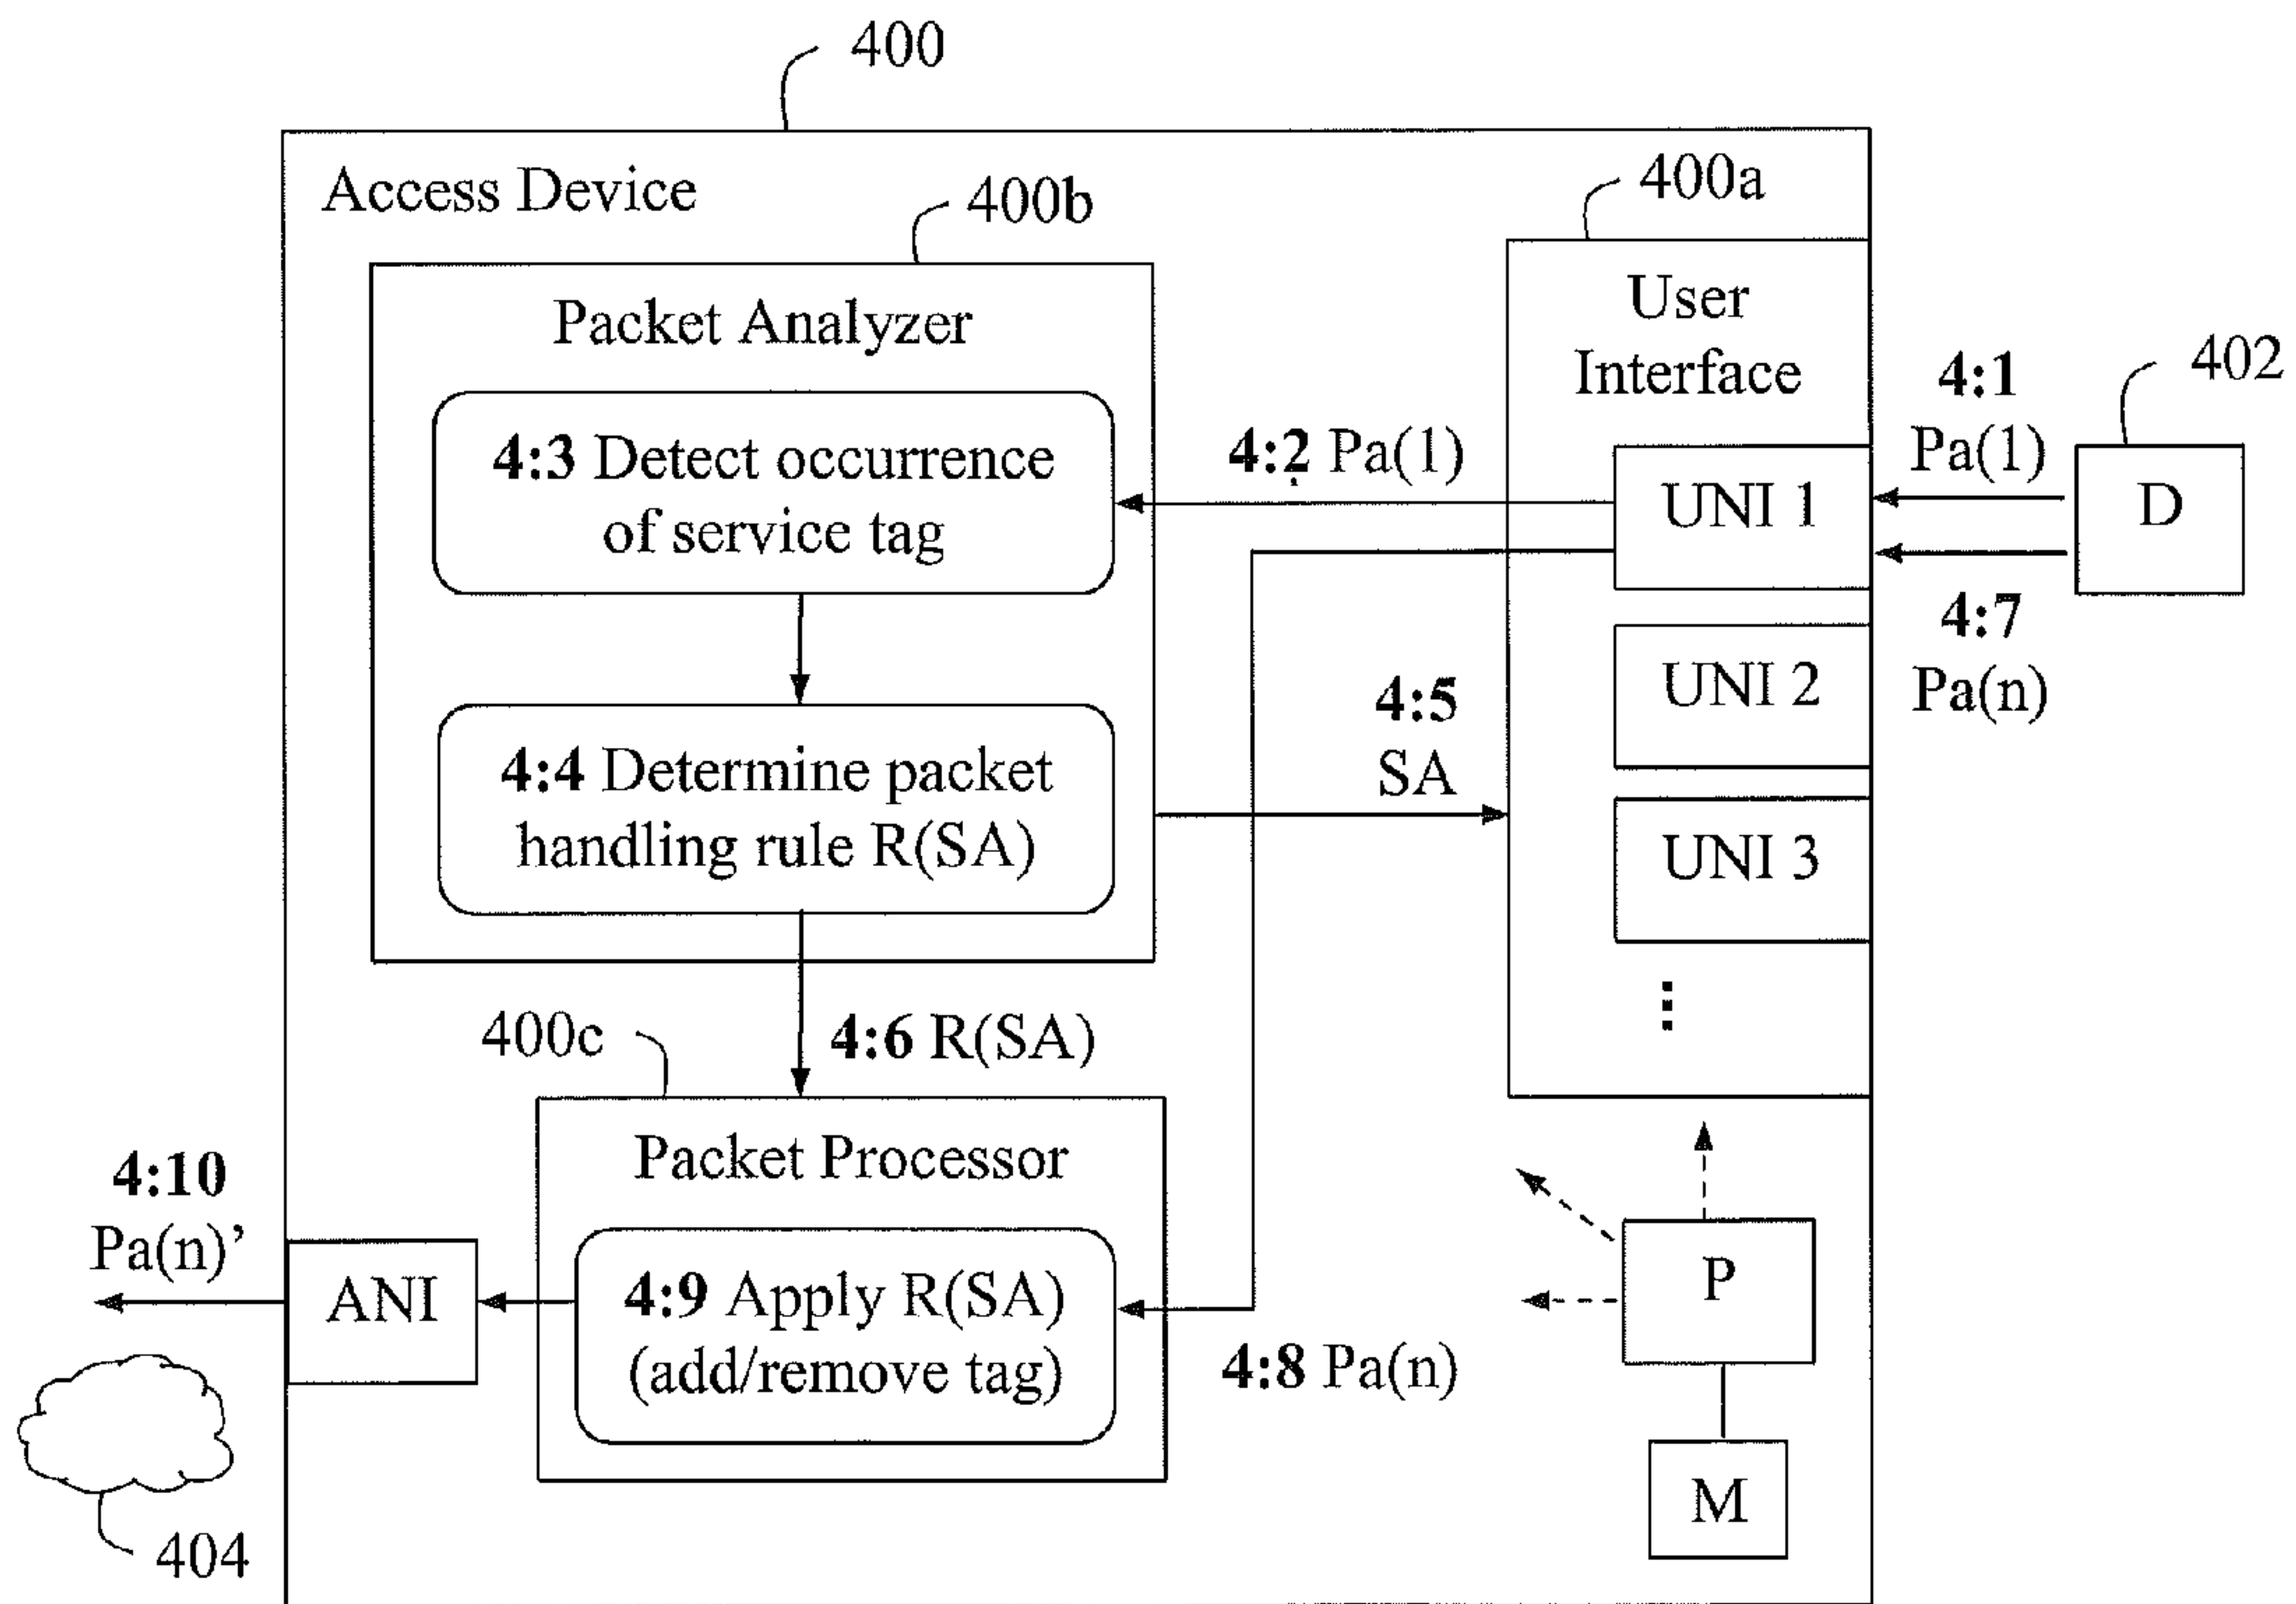 400
Access Device
400b
400a
Packet Analyzer
User
Interface
4:3 Detect occurrence
of service tag
4:2 Pa(1)
UNI 1
4:1
Pa(1)
402
D
4:7
Pa(n)
UNI 2
4:4 Determine packet
handling rule R(SA)
4:5
SA
UNI 3
...
400c
4:6 R(SA)
Packet Processor
4:10
Pa(n)’
ANI
4:9 Apply R(SA)
(add/remove tag)
4:8 Pa(n)
P
M
404